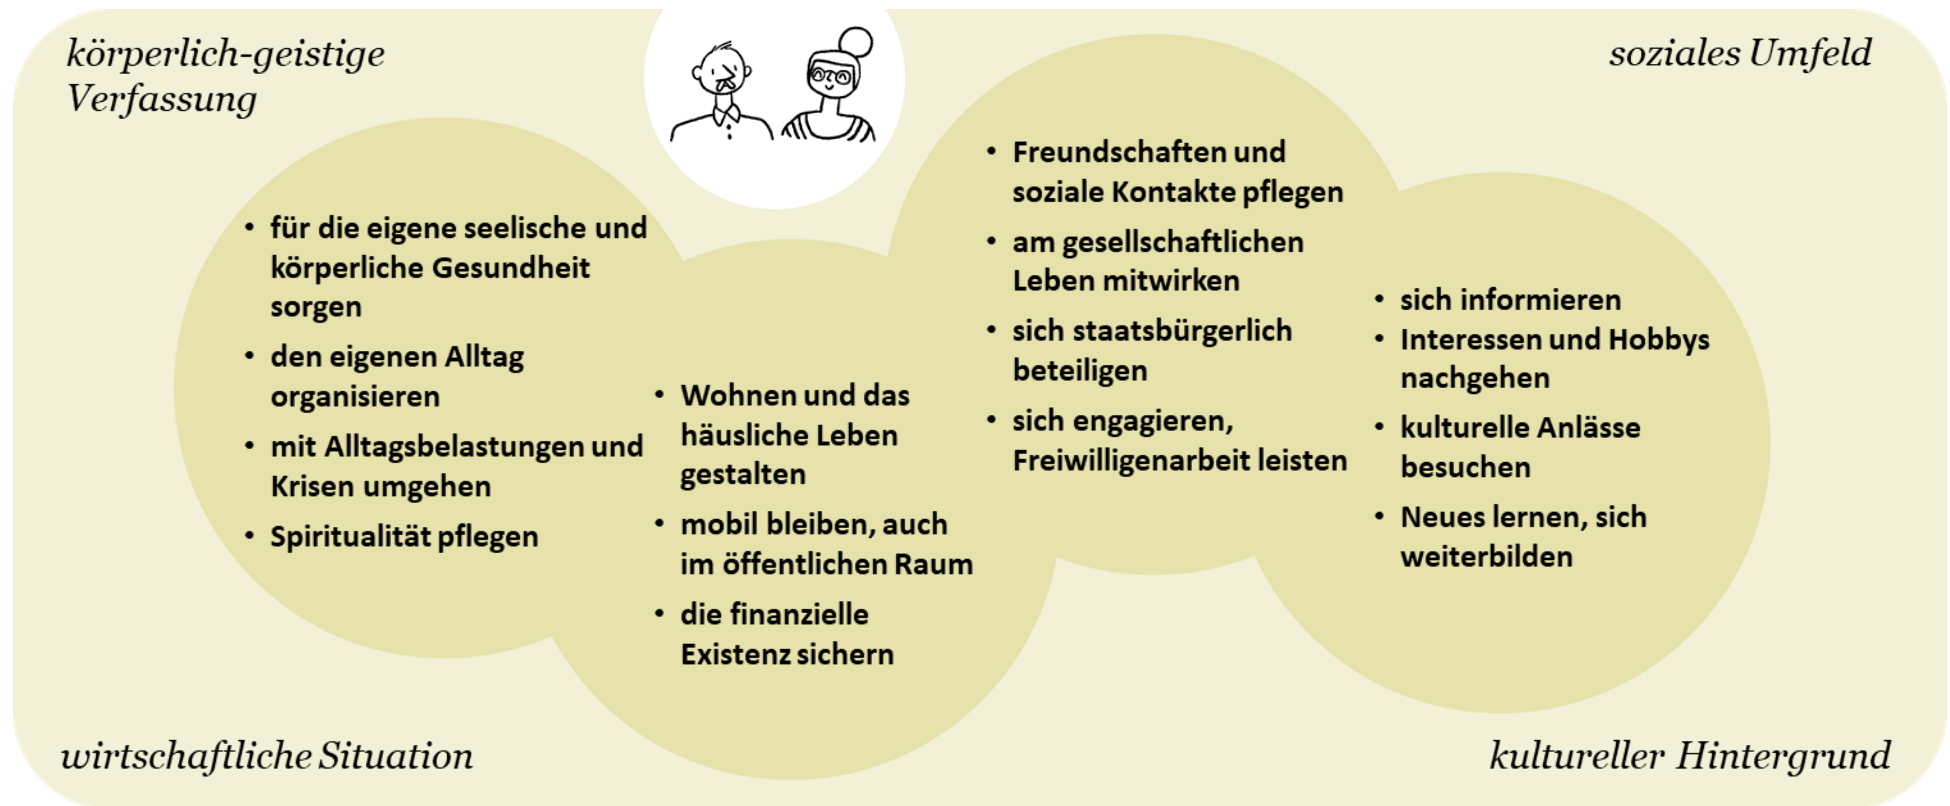 körperlich-geistige
Verfassung
soziales Umfeld
• für die eigene seelische und
körperliche Gesundheit
sorgen
• den eigenen Alltag
organisieren
• mit Alltagsbelastungen und
Krisen umgehen
• Spiritualität pflegen
• Wohnen und das
häusliche Leben
gestalten
• mobil bleiben, auch
im öffentlichen Raum
• die finanzielle
Existenz sichern
• Freundschaften und
soziale Kontakte pflegen
• am gesellschaftlichen
Leben mitwirken
• sich staatsbürgerlich
beteiligen
• sich engagieren,
Freiwilligenarbeit leisten
• sich informieren
• Interessen und Hobbys
nachgehen
• kulturelle Anlässe
besuchen
• Neues lernen, sich
weiterbilden
wirtschaftliche Situation
kultureller Hintergrund